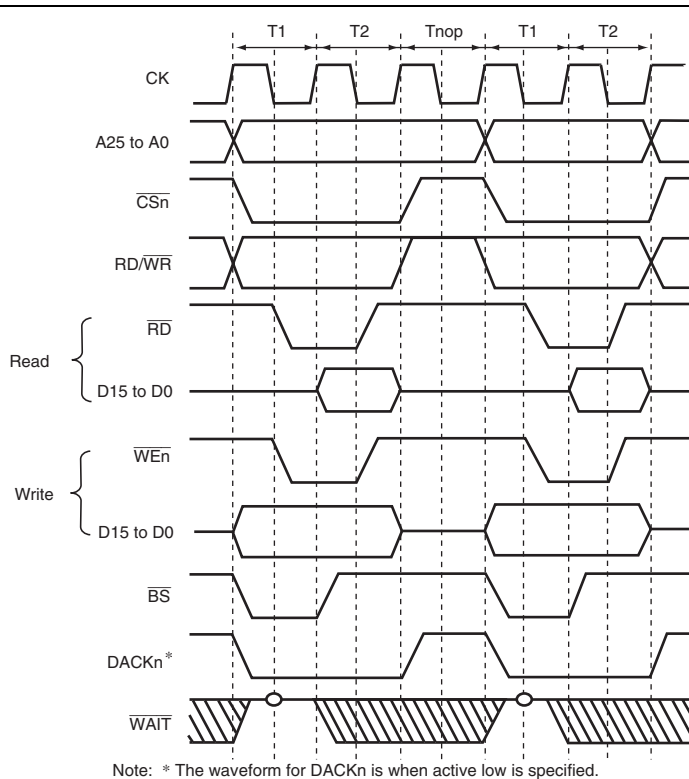 T1 T2 Tnop T1 T2
CK
A25 to A0
CSn
RD/WR
RD
Read
D15 to D0
WEn
Write
D15 to D0
BS
DACKn*
WAIT
Note: * The waveform for DACKn is when active low is specified.